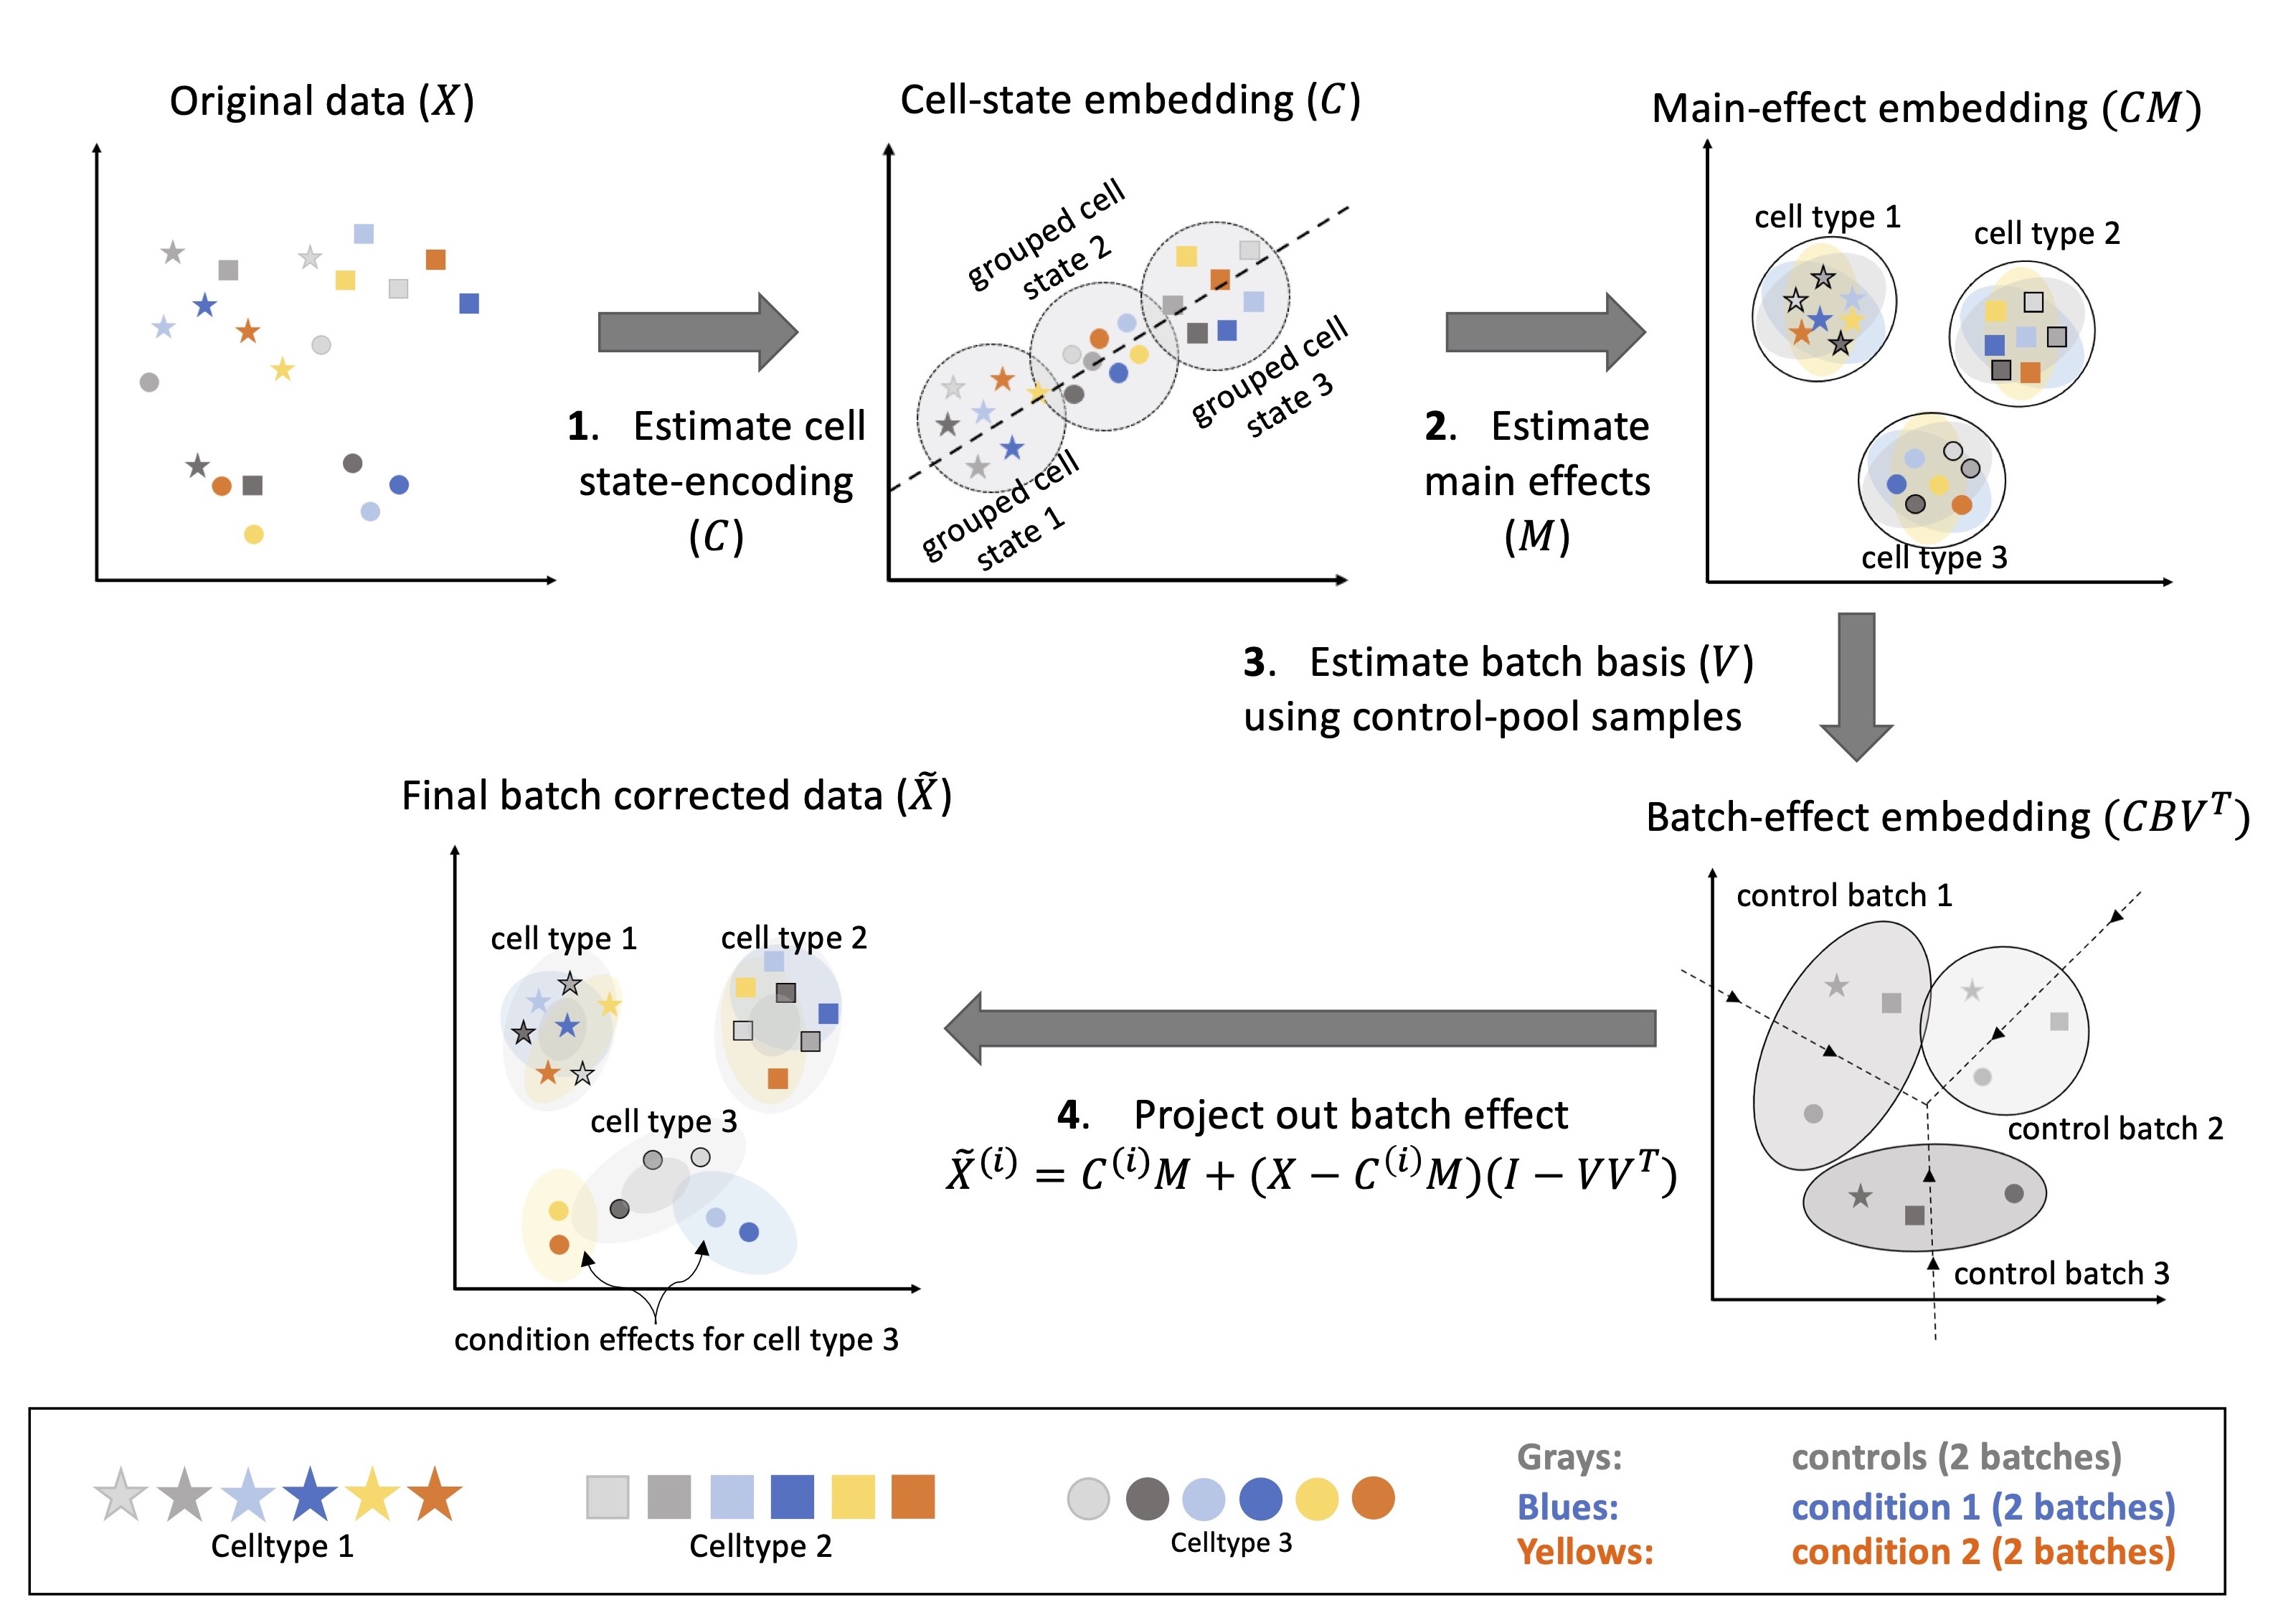 Original data (X)
Cell-state embedding (C)
Main-effect embedding (CM)
grouped cell
state 2
grouped cell
state 3
grouped cell
state 1
cell type 1
cell type 2
cell type 3
1. Estimate cell
state-encoding
(C)
2. Estimate
main effects
(M)
3. Estimate batch basis (V)
using control-pool samples
Final batch corrected data (X̃)
Batch-effect embedding (CBVᵀ)
control batch 1
control batch 2
control batch 3
cell type 1
cell type 2
cell type 3
4. Project out batch effect
X̃⁽ⁱ⁾ = C⁽ⁱ⁾M + (X − C⁽ⁱ⁾M)(I − VVᵀ)
condition effects for cell type 3
Celltype 1
Celltype 2
Celltype 3
Grays: controls (2 batches)
Blues: condition 1 (2 batches)
Yellows: condition 2 (2 batches)